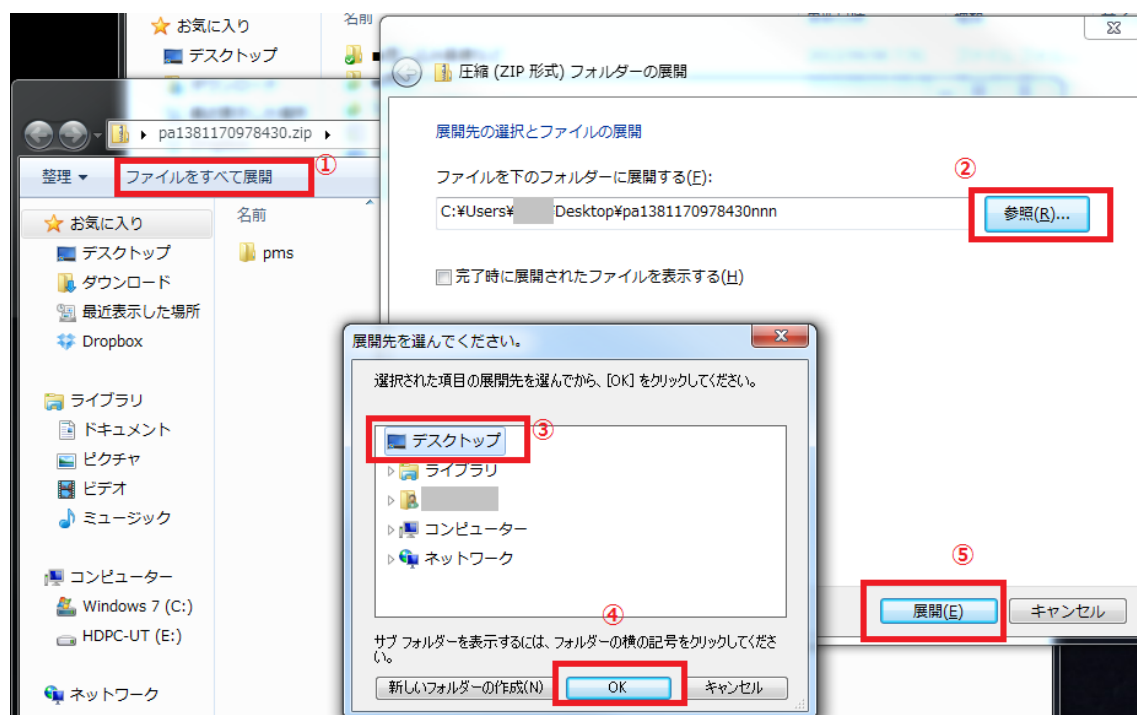 お気に入り
名前
デスクトップ
圧縮 (ZIP 形式) フォルダーの展開
pa1381170978430.zip
展開先の選択とファイルの展開
①
②
整理
ファイルをすべて展開
ファイルを下のフォルダーに展開する(F):
お気に入り
名前
C:¥Users¥ Desktop¥pa1381170978430nnn
参照(R)...
デスクトップ
pms
ダウンロード
完了時に展開されたファイルを表示する(H)
最近表示した場所
Dropbox
展開先を選んでください。
選択された項目の展開先を選んでから、[OK] をクリックしてください。
ライブラリ
ドキュメント
ピクチャ
ビデオ
ミュージック
デスクトップ
③
ライブラリ
コンピューター
ネットワーク
⑤
コンピューター
Windows 7 (C:)
HDPC-UT (E:)
④
展開(E)
キャンセル
サブ フォルダーを表示するには、フォルダーの横の記号をクリックしてくださ
い。
新しいフォルダーの作成(N)
OK
キャンセル
ネットワーク